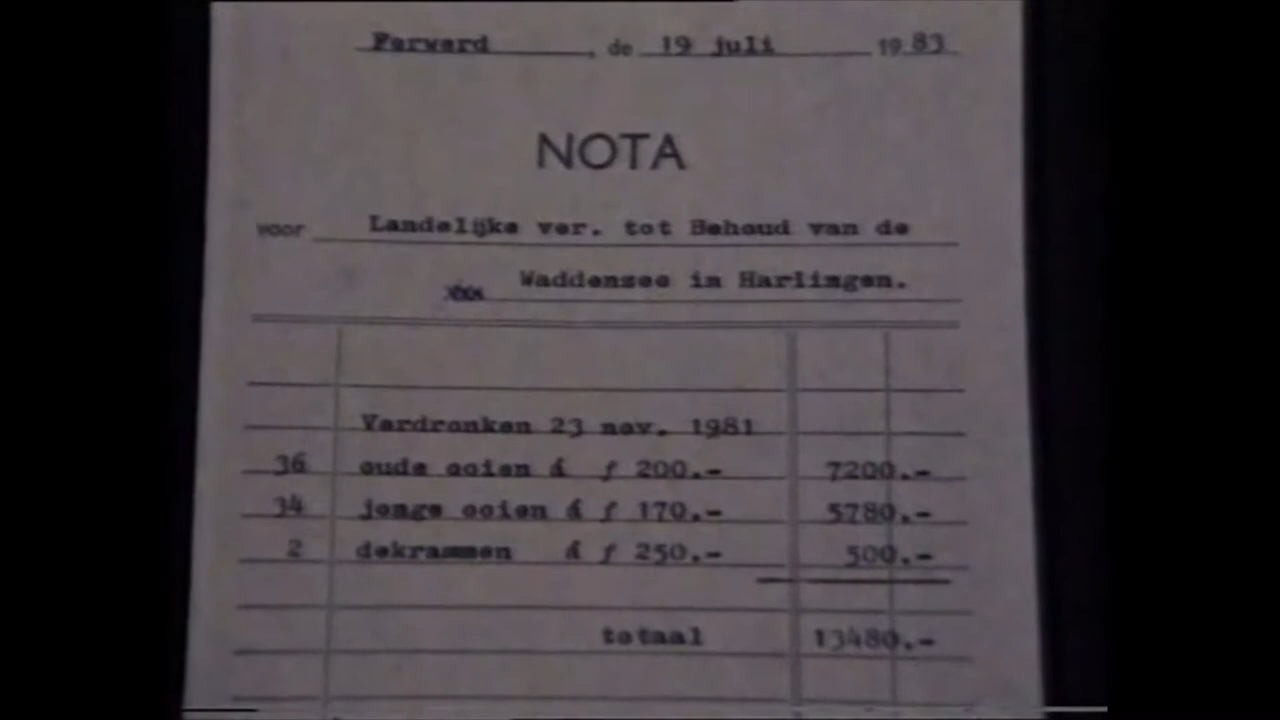 Ferwerd, de 19 juli 1983
NOTA
voor Landelijke ver. tot Behoud van de
Waddenzee in Harlingen.
Verdronken 23 nov. 1981
36 oude ooien á ƒ 200.- 7200.-
34 jonge ooien á ƒ 170.- 5780.-
2 dekrammen á ƒ 250.- 500.-
totaal 13480.-